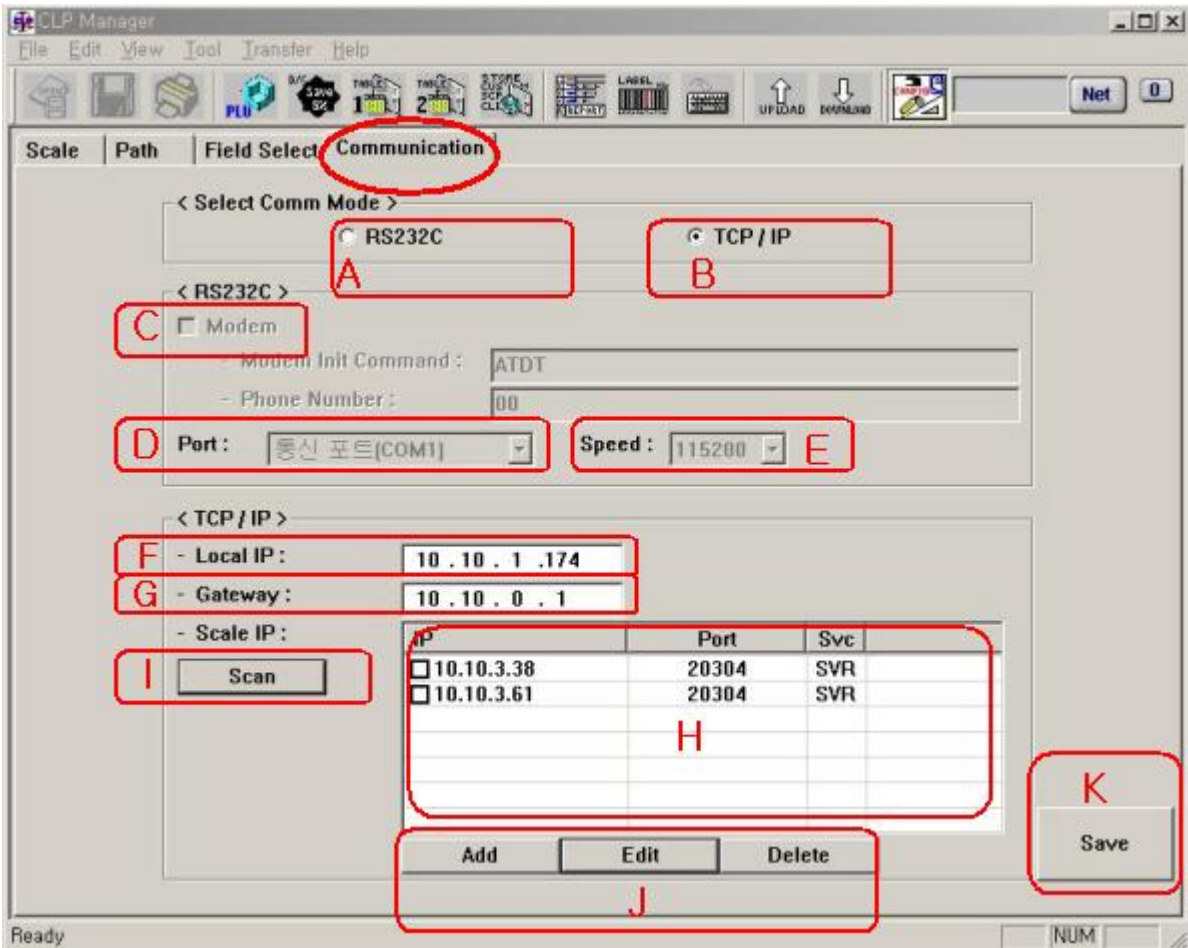 CLP Manager
File Edit View Tool Transfer Help
PLU D/C Save 5% TABLE 1 TABLE 2 STORE REPORT LABEL UPLOAD DOWNLOAD Net 0
Scale Path Field Select Communication
< Select Comm Mode >
RS232C TCP / IP
A B
< RS232C >
C Modem
- Modem Init Command : ATDT
- Phone Number : 00
D Port : 통신 포트(COM1) Speed : 115200 E
< TCP / IP >
F - Local IP : 10 . 10 . 1 .174
G - Gateway : 10 . 10 . 0 . 1
- Scale IP : IP Port Svc
I Scan 10.10.3.38 20304 SVR
10.10.3.61 20304 SVR
H
K
Add Edit Delete Save
J
Ready NUM